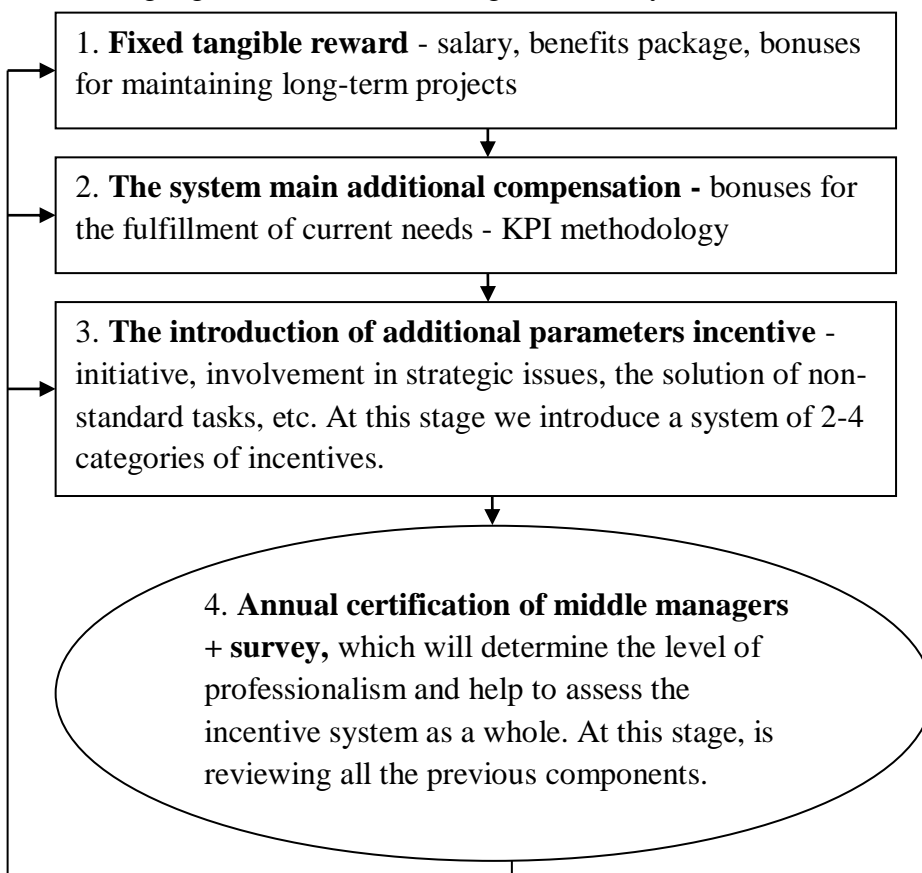 1. Fixed tangible reward - salary, benefits package, bonuses
for maintaining long-term projects
2. The system main additional compensation - bonuses for
the fulfillment of current needs - KPI methodology
3. The introduction of additional parameters incentive -
initiative, involvement in strategic issues, the solution of non-
standard tasks, etc. At this stage we introduce a system of 2-4
categories of incentives.
4. Annual certification of middle managers
+ survey, which will determine the level of
professionalism and help to assess the
incentive system as a whole. At this stage, is
reviewing all the previous components.